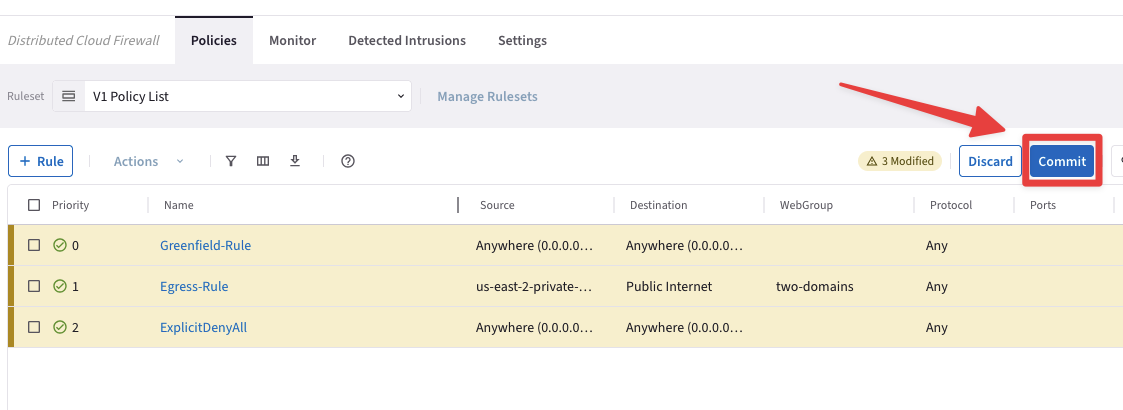 Distributed Cloud Firewall Policies Monitor Detected Intrusions Settings
Ruleset V1 Policy List Manage Rulesets
+ Rule Actions 3 Modified Discard Commit
Priority Name Source Destination WebGroup Protocol Ports
0 Greenfield-Rule Anywhere (0.0.0.0... Anywhere (0.0.0.0... Any
1 Egress-Rule us-east-2-private-... Public Internet two-domains Any
2 ExplicitDenyAll Anywhere (0.0.0.0... Anywhere (0.0.0.0... Any